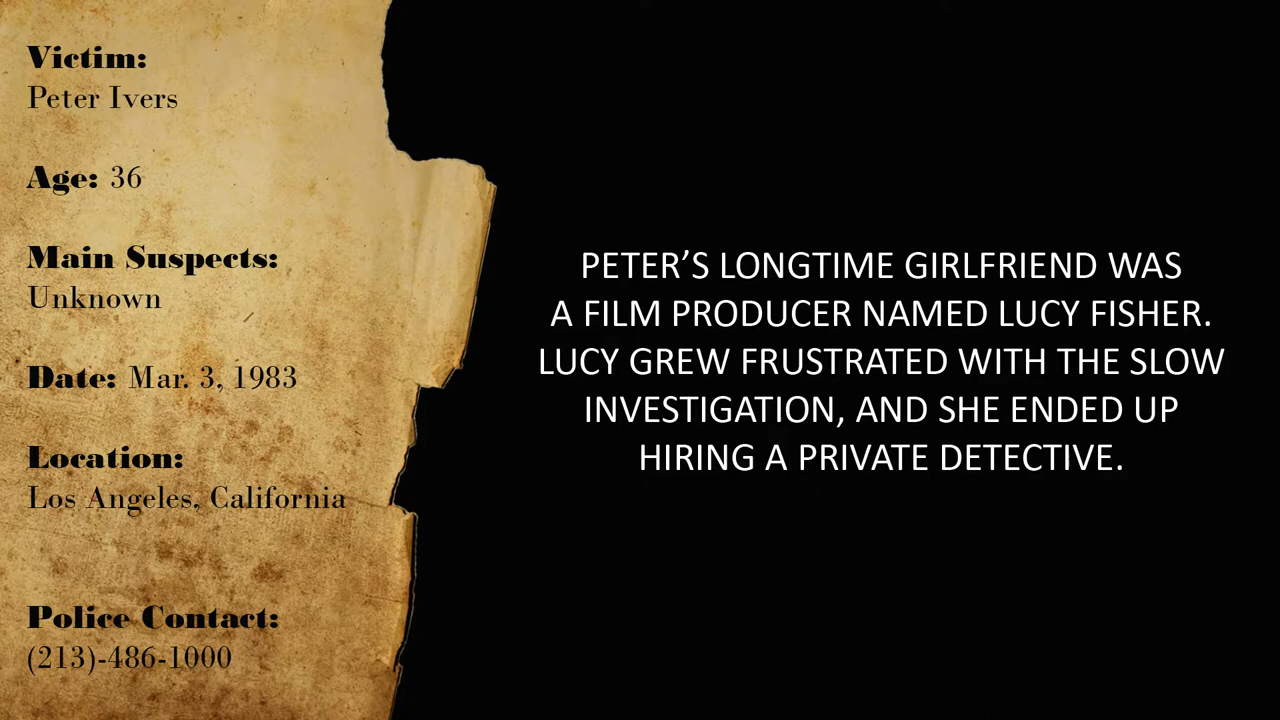 Victim:
Peter Ivers
Age: 36
Main Suspects:
Unknown
Date: Mar. 3, 1983
Location:
Los Angeles, California
Police Contact:
(213)-486-1000
PETER’S LONGTIME GIRLFRIEND WAS
A FILM PRODUCER NAMED LUCY FISHER.
LUCY GREW FRUSTRATED WITH THE SLOW
INVESTIGATION, AND SHE ENDED UP
HIRING A PRIVATE DETECTIVE.